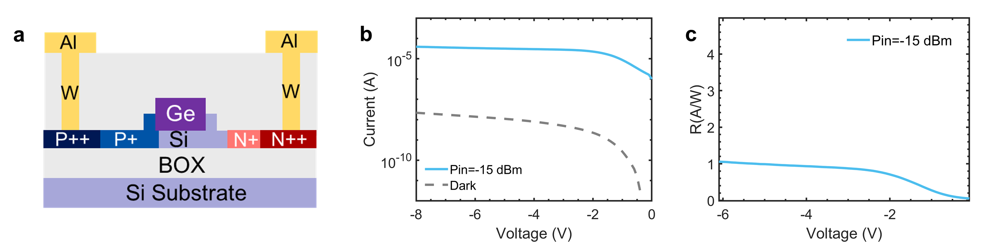 a
Al
Al
W
W
Ge
P++
P+
Si
N+
N++
BOX
Si Substrate
b
Current (A)
10-5
10-10
Pin=-15 dBm
Dark
-8
-6
-4
-2
0
Voltage (V)
c
R(A/W)
4
3
2
1
0
Pin=-15 dBm
-6
-4
-2
Voltage (V)